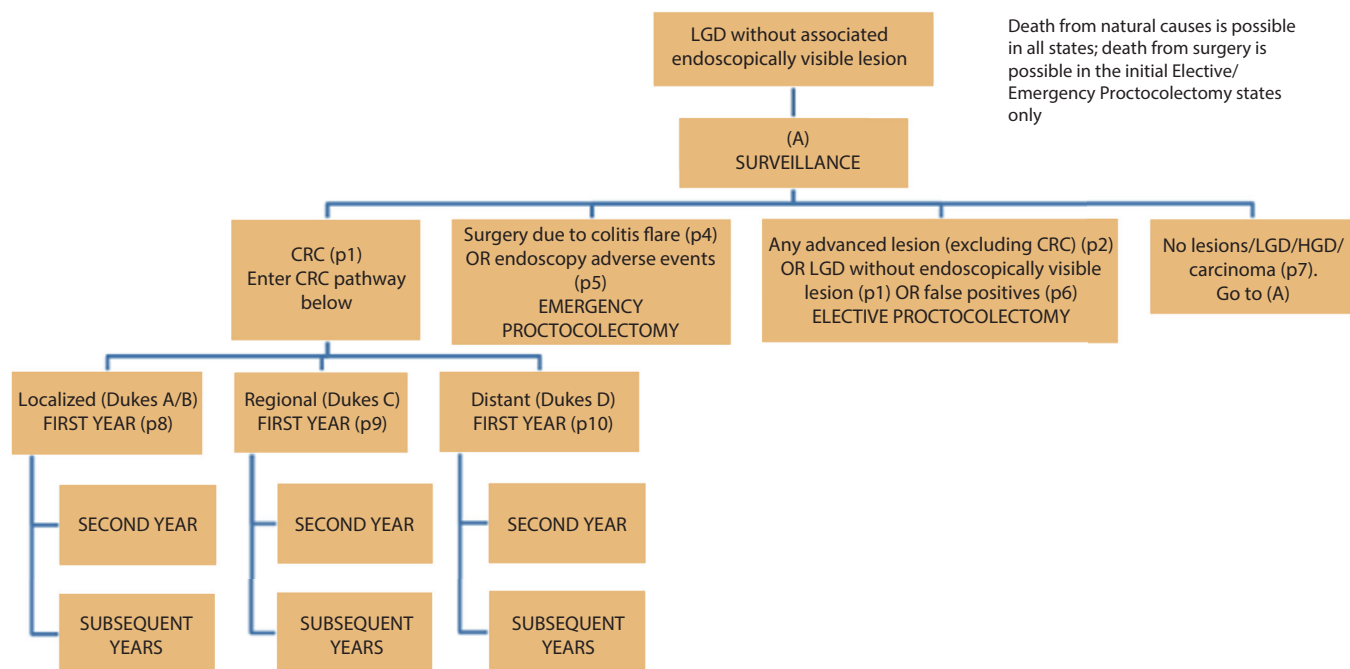 LGD without associated
endoscopically visible lesion
Death from natural causes is possible
in all states; death from surgery is
possible in the initial Elective/
Emergency Proctocolectomy states
only
(A)
SURVEILLANCE
CRC (p1)
Enter CRC pathway
below
Surgery due to colitis flare (p4)
OR endoscopy adverse events
(p5)
EMERGENCY
PROCTOCOLECTOMY
Any advanced lesion (excluding CRC) (p2)
OR LGD without endoscopically visible
lesion (p1) OR false positives (p6)
ELECTIVE PROCTOCOLECTOMY
No lesions/LGD/HGD/
carcinoma (p7).
Go to (A)
Localized (Dukes A/B)
FIRST YEAR (p8)
Regional (Dukes C)
FIRST YEAR (p9)
Distant (Dukes D)
FIRST YEAR (p10)
SECOND YEAR
SECOND YEAR
SECOND YEAR
SUBSEQUENT
YEARS
SUBSEQUENT
YEARS
SUBSEQUENT
YEARS